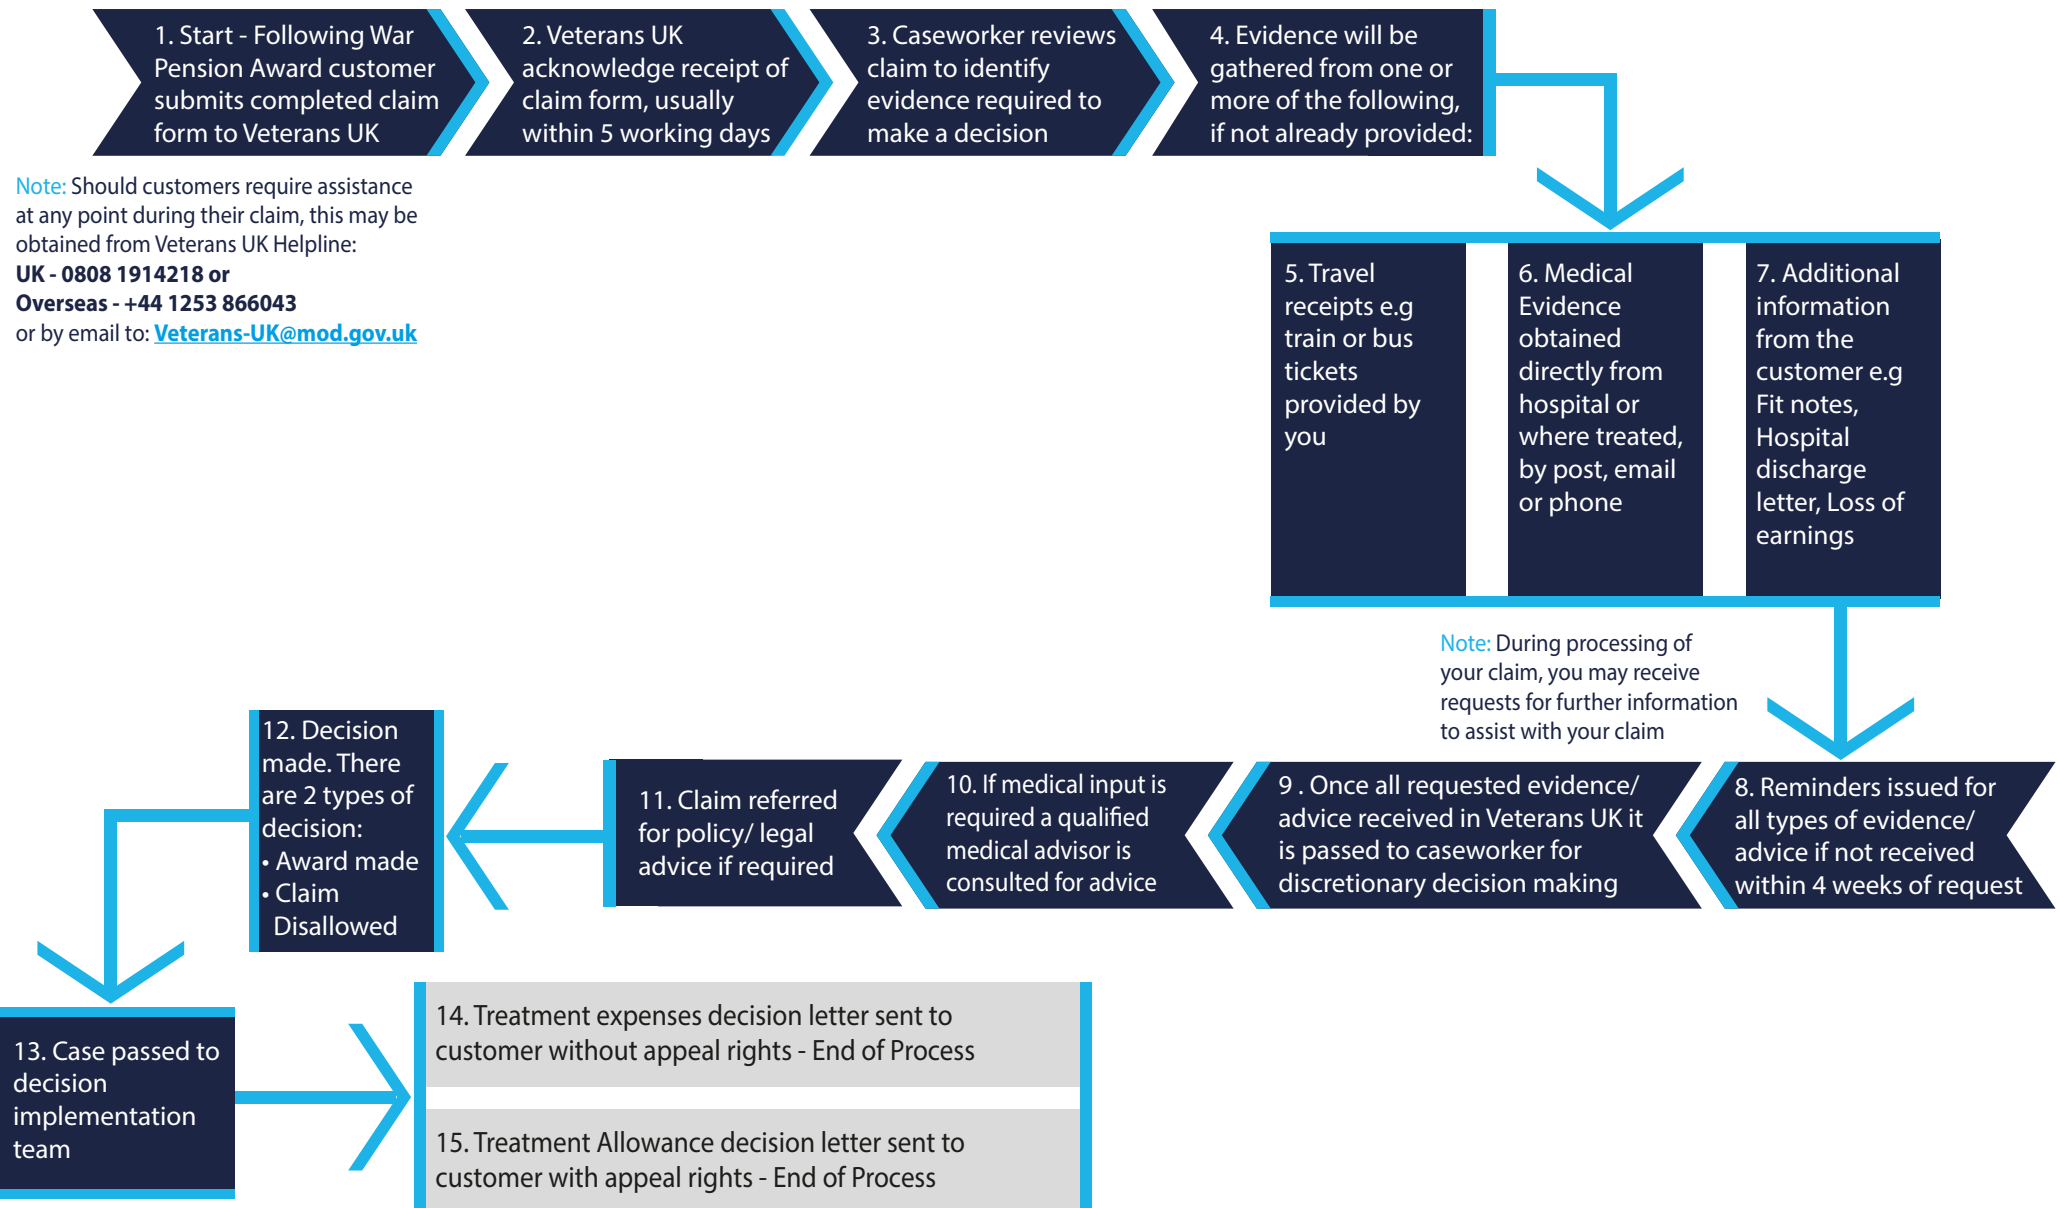 1. Start - Following War
Pension Award customer
submits completed claim
form to Veterans UK
2. Veterans UK
acknowledge receipt of
claim form, usually
within 5 working days
3. Caseworker reviews
claim to identify
evidence required to
make a decision
4. Evidence will be
gathered from one or
more of the following,
if not already provided:
Note: Should customers require assistance
at any point during their claim, this may be
obtained from Veterans UK Helpline:
UK - 0808 1914218 or
Overseas - +44 1253 866043
or by email to: Veterans-UK@mod.gov.uk
5. Travel
receipts e.g
train or bus
tickets
provided by
you
6. Medical
Evidence
obtained
directly from
hospital or
where treated,
by post, email
or phone
7. Additional
information
from the
customer e.g
Fit notes,
Hospital
discharge
letter, Loss of
earnings
Note: During processing of
your claim, you may receive
requests for further information
to assist with your claim
8. Reminders issued for
all types of evidence/
advice if not received
within 4 weeks of request
9 . Once all requested evidence/
advice received in Veterans UK it
is passed to caseworker for
discretionary decision making
10. If medical input is
required a qualified
medical advisor is
consulted for advice
11. Claim referred
for policy/ legal
advice if required
12. Decision
made. There
are 2 types of
decision:
• Award made
• Claim
Disallowed
13. Case passed to
decision
implementation
team
14. Treatment expenses decision letter sent to
customer without appeal rights - End of Process
15. Treatment Allowance decision letter sent to
customer with appeal rights - End of Process